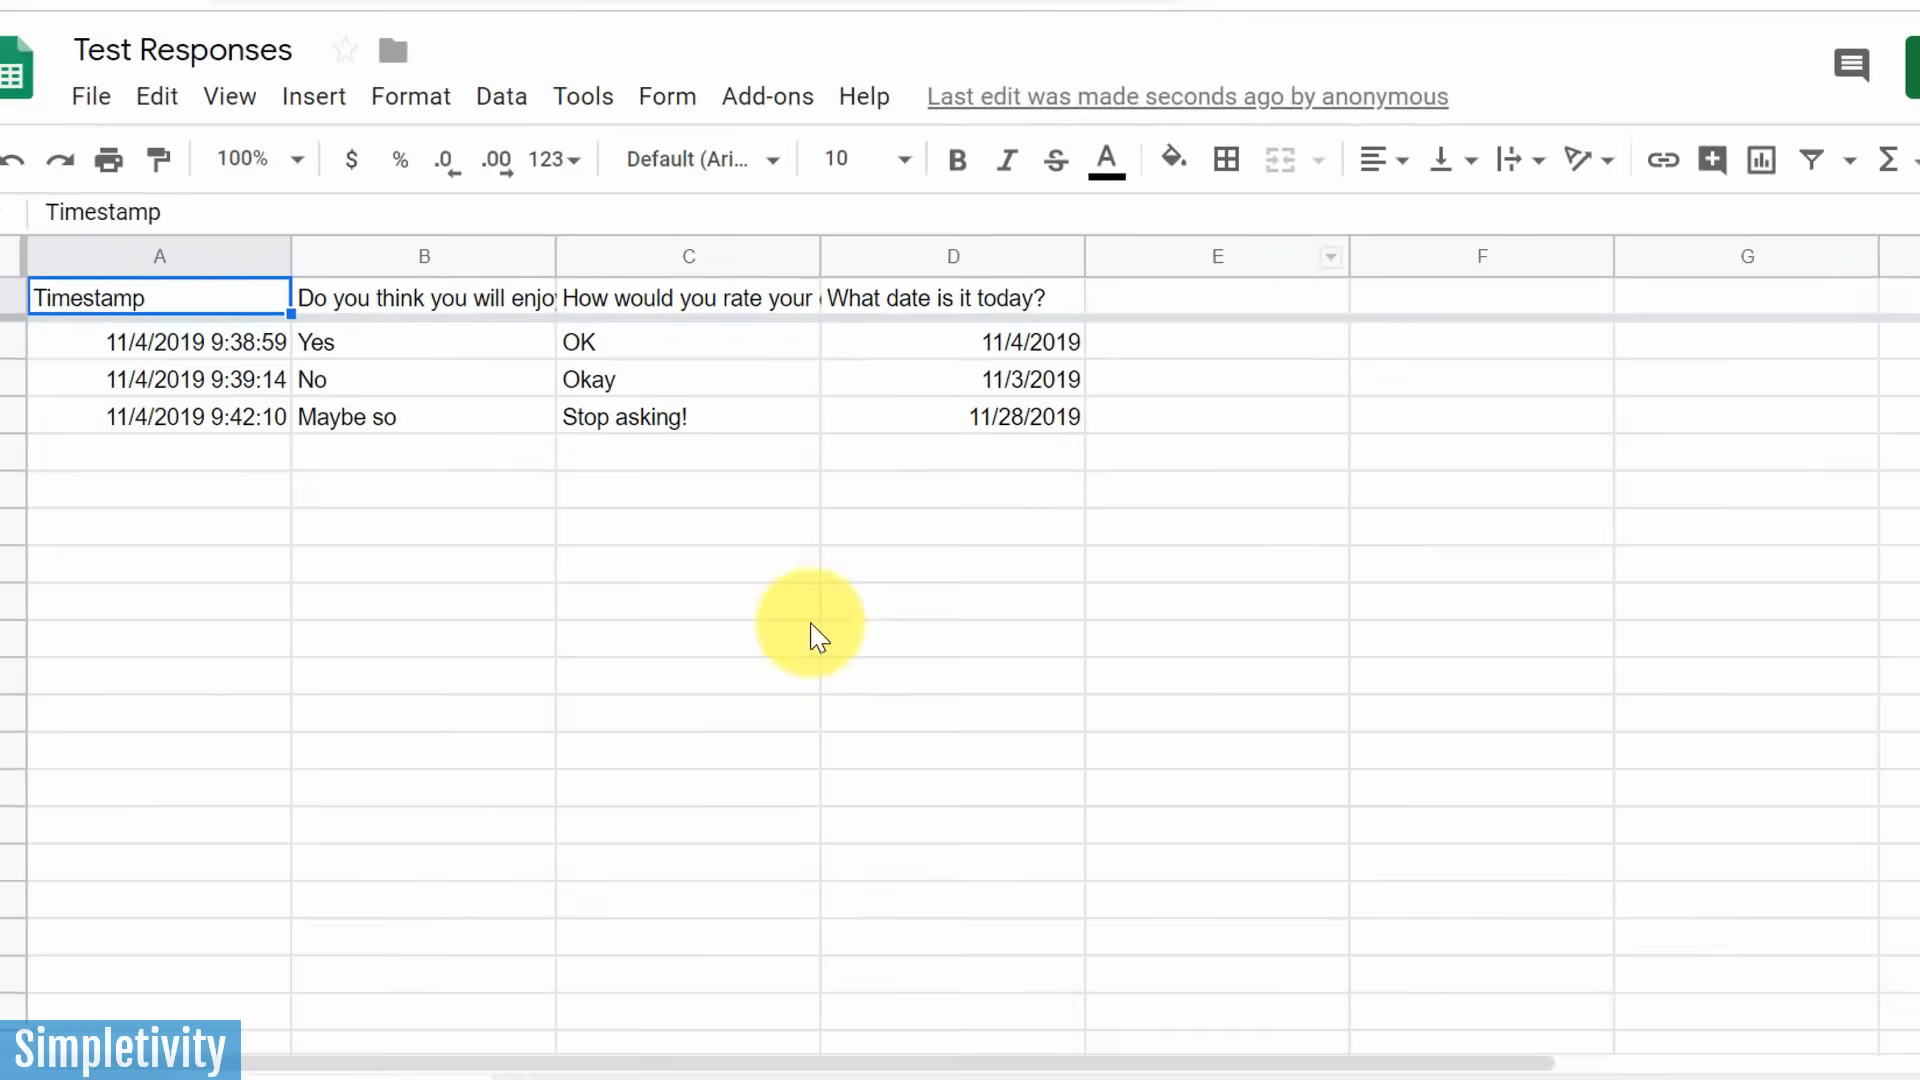 Test Responses
File Edit View Insert Format Data Tools Form Add-ons Help Last edit was made seconds ago by anonymous
100% $ % .0 .00 123 Default (Ari... 10 B I S A Σ
Timestamp
A B C D E F G
Timestamp Do you think you will enjoy How would you rate your What date is it today?
11/4/2019 9:38:59 Yes OK 11/4/2019
11/4/2019 9:39:14 No Okay 11/3/2019
11/4/2019 9:42:10 Maybe so Stop asking! 11/28/2019
Simpletivity